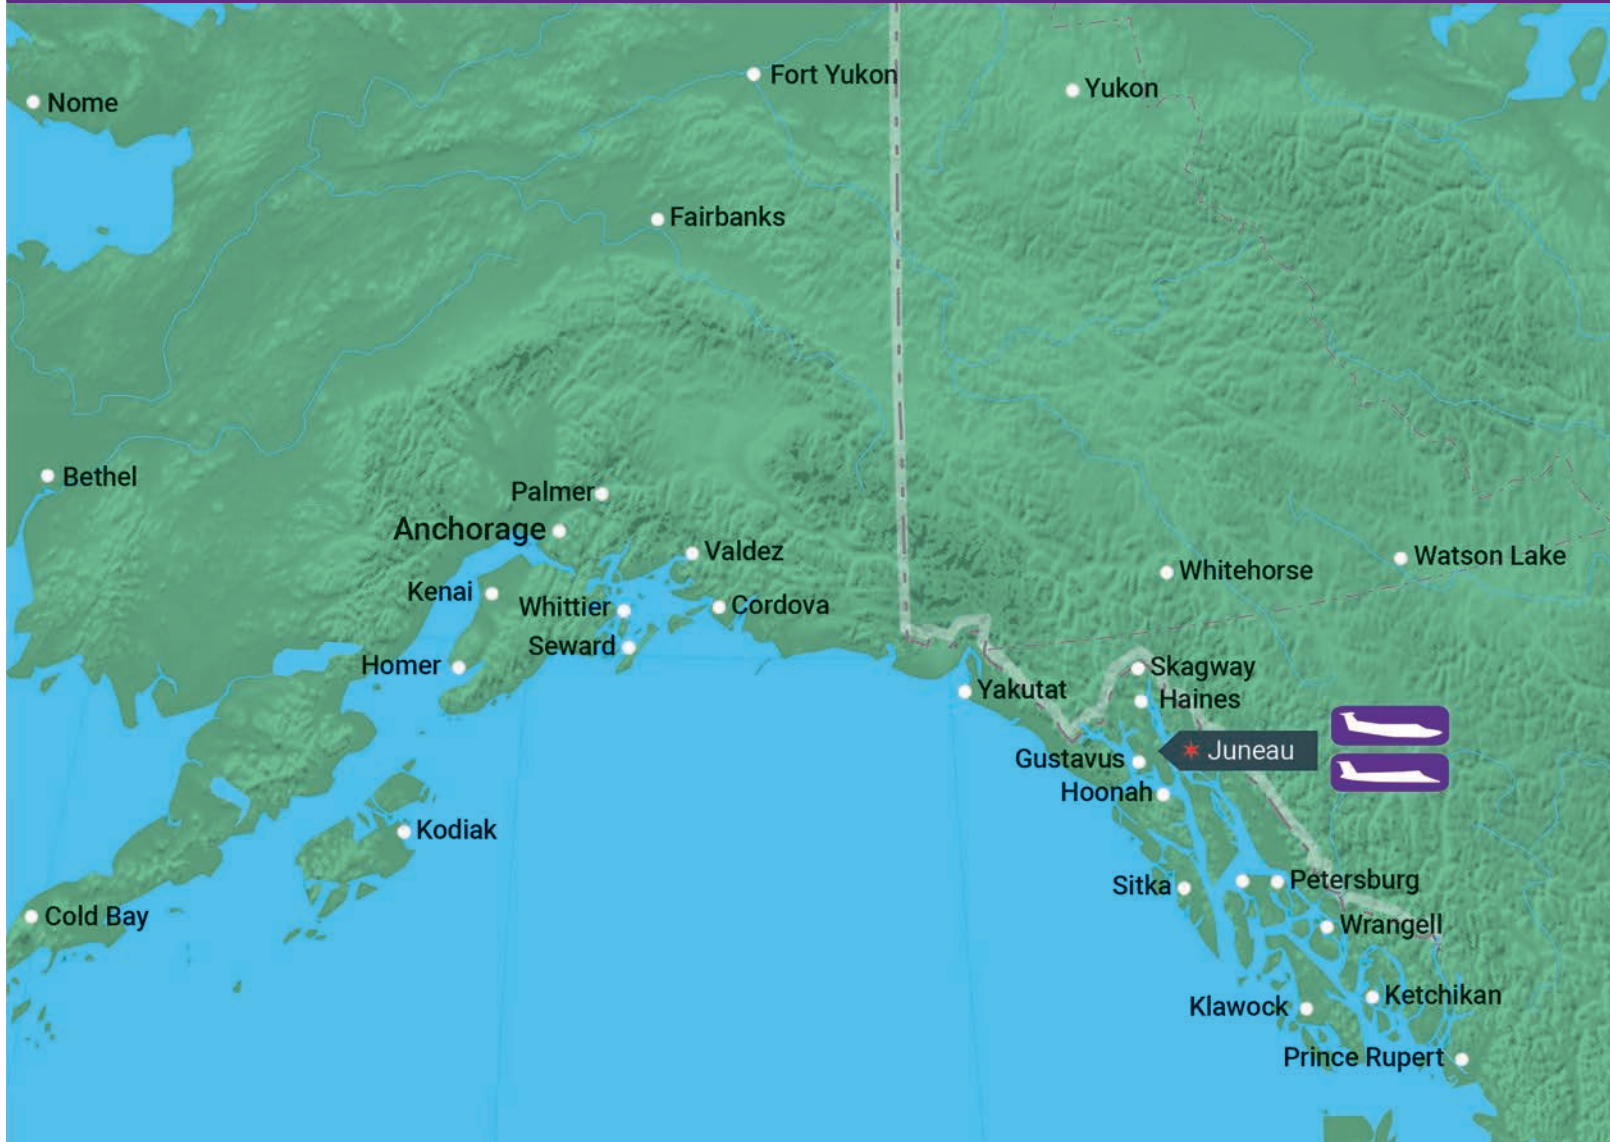 Fort Yukon
Yukon
Nome
Fairbanks
Bethel
Palmer
Anchorage
Valdez
Watson Lake
Whitehorse
Kenai
Whittier
Cordova
Seward
Homer
Skagway
Yakutat
Haines
Juneau
Gustavus
Hoonah
Kodiak
Petersburg
Sitka
Cold Bay
Wrangell
Ketchikan
Klawock
Prince Rupert